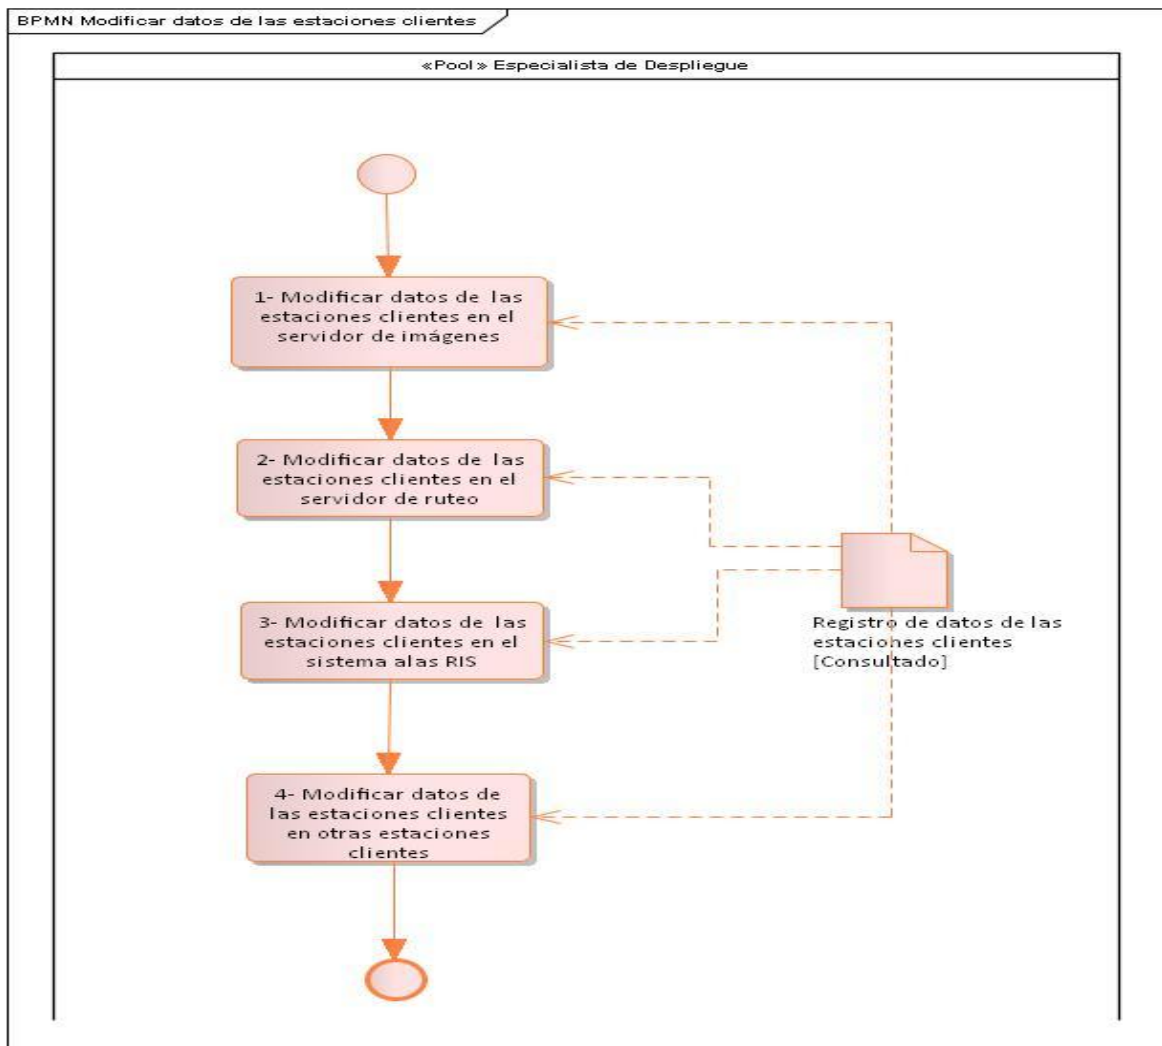 BPMN Modificar datos de las estaciones clientes
«Pool» Especialista de Despliegue
1- Modificar datos de las
estaciones clientes en el
servidor de imágenes
2- Modificar datos de las
estaciones clientes en el
servidor de ruteo
3- Modificar datos de las
estaciones clientes en el
sistema alas RIS
Registro de datos de las
estaciones clientes
[Consultado]
4- Modificar datos de
las estaciones clientes
en otras estaciones
clientes